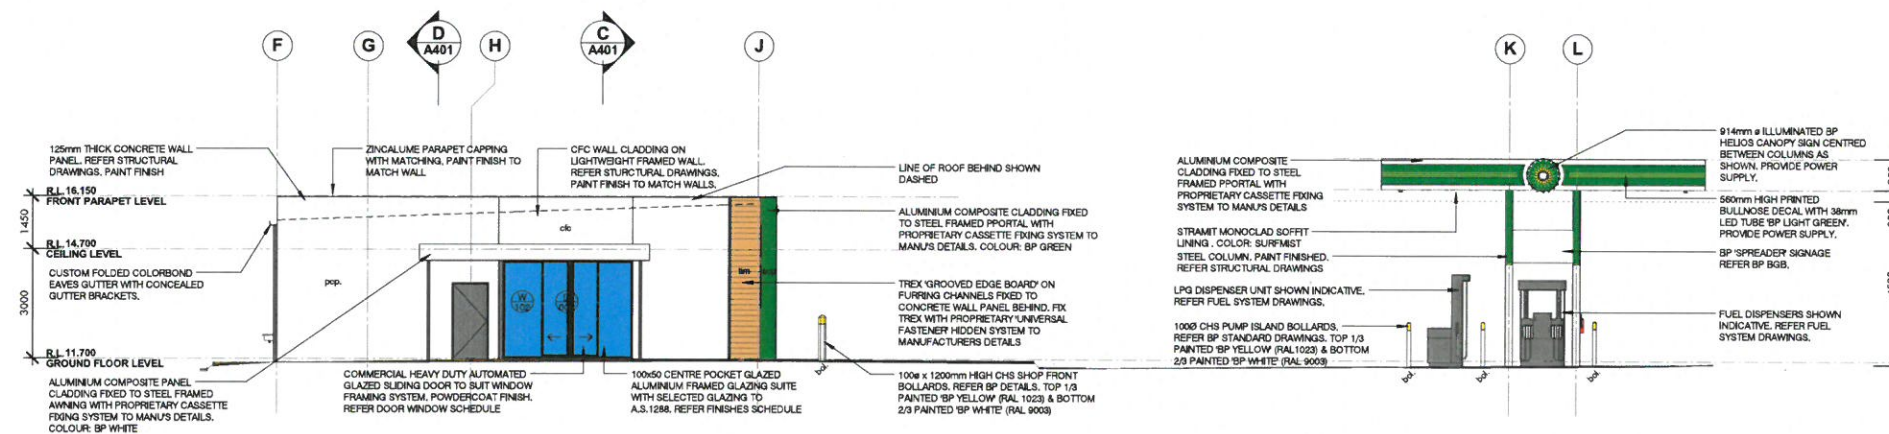 F
G
D
A401
H
C
A401
J
K
L
125mm THICK CONCRETE WALL
PANEL. REFER STRUCTURAL
DRAWINGS. PAINT FINISH
ZINCALUME PARAPET CAPPING
WITH MATCHING, PAINT FINISH TO
MATCH WALL
CFC WALL CLADDING ON
LIGHTWEIGHT FRAMED WALL.
REFER STURCTURAL DRAWINGS.
PAINT FINISH TO MATCH WALLS.
LINE OF ROOF BEHIND SHOWN
DASHED
R.L. 16,150
FRONT PARAPET LEVEL
1450
R.L. 14,700
CEILING LEVEL
3000
R.L. 11,700
GROUND FLOOR LEVEL
CUSTOM FOLDED COLORBOND
EAVES GUTTER WITH CONCEALED
GUTTER BRACKETS.
pcp.
cfc
W
102
ALUMINIUM COMPOSITE CLADDING FIXED
TO STEEL FRAMED PPORTAL WITH
PROPRIETARY CASSETTE FIXING SYSTEM TO
MANU'S DETAILS. COLOUR: BP GREEN
TREX 'GROOVED EDGE BOARD' ON
FURRING CHANNELS FIXED TO
CONCRETE WALL PANEL BEHIND. FIX
TREX WITH PROPRIETARY 'UNIVERSAL
FASTENER' HIDDEN SYSTEM TO
MANUFACTURERS DETAILS
bol.
ALUMINIUM COMPOSITE PANEL
CLADDING FIXED TO STEEL FRAMED
AWNING WITH PROPRIETARY CASSETTE
FIXING SYSTEM TO MANU'S DETAILS.
COLOUR: BP WHITE
COMMERCIAL HEAVY DUTY AUTOMATED
GLAZED SLIDING DOOR TO SUIT WINDOW
FRAMING SYSTEM. POWDERCOAT FINISH.
REFER DOOR WINDOW SCHEDULE
100x50 CENTRE POCKET GLAZED
ALUMINIUM FRAMED GLAZING SUITE
WITH SELECTED GLAZING TO
A.S.1288. REFER FINISHES SCHEDULE
100ø x 1200mm HIGH CHS SHOP FRONT
BOLLARDS. REFER BP DETAILS. TOP 1/3
PAINTED 'BP YELLOW' (RAL 1023) & BOTTOM
2/3 PAINTED 'BP WHITE' (RAL 9003)
ALUMINIUM COMPOSITE
CLADDING FIXED TO STEEL
FRAMED PPORTAL WITH
PROPRIETARY CASSETTE FIXING
SYSTEM TO MANU'S DETAILS
STRAMIT MONOCLAD SOFFIT
LINING . COLOR: SURFMIST
STEEL COLUMN, PAINT FINISHED.
REFER STRUCTURAL DRAWINGS
LPG DISPENSER UNIT SHOWN INDICATIVE.
REFER FUEL SYSTEM DRAWINGS.
100Ø CHS PUMP ISLAND BOLLARDS.
REFER BP STANDARD DRAWINGS. TOP 1/3
PAINTED 'BP YELLOW' (RAL1023) & BOTTOM
2/3 PAINTED 'BP WHITE' (RAL 9003)
bol.
bol.
bol.
914mm ø ILLUMINATED BP
HELIOS CANOPY SIGN CENTRED
BETWEEN COLUMNS AS
SHOWN. PROVIDE POWER
SUPPLY.
560mm HIGH PRINTED
BULLNOSE DECAL WITH 38mm
LED TUBE 'BP LIGHT GREEN'.
PROVIDE POWER SUPPLY.
BP 'SPREADER' SIGNAGE
REFER BP BGB.
FUEL DISPENSERS SHOWN
INDICATIVE. REFER FUEL
SYSTEM DRAWINGS.